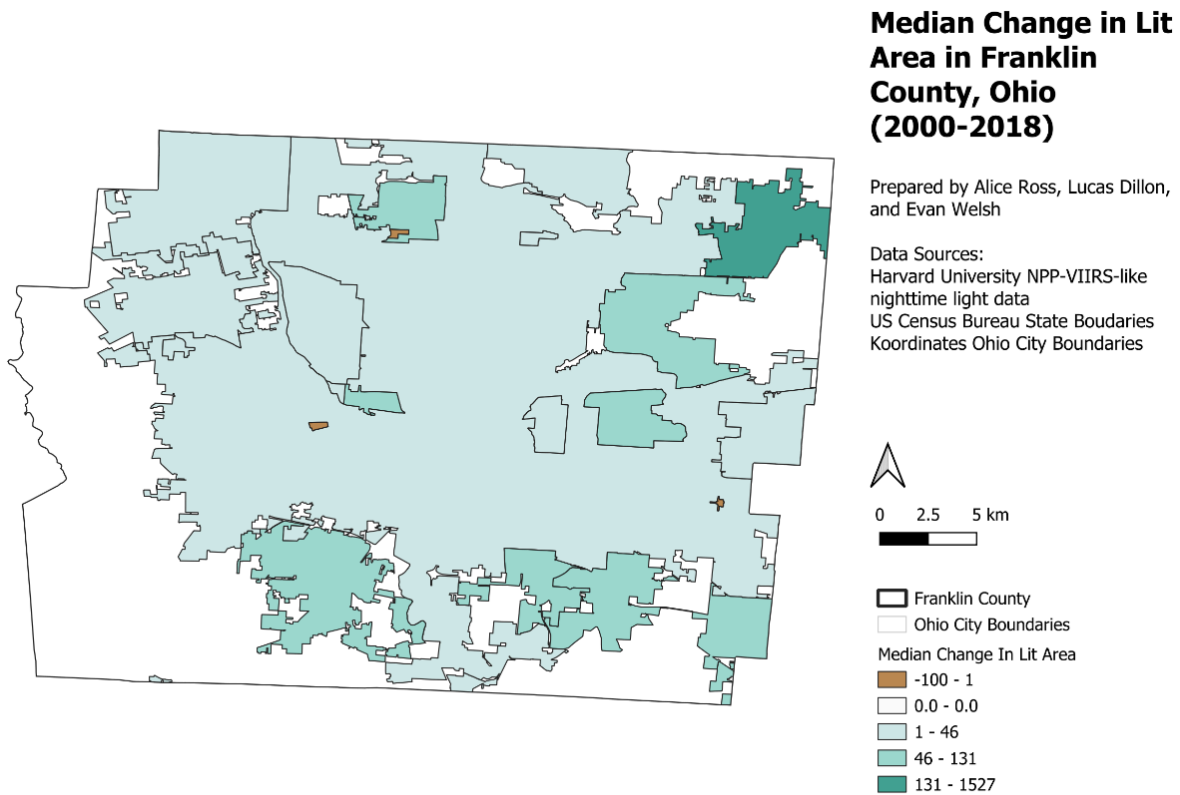 Median Change in Lit
Area in Franklin
County, Ohio
(2000-2018)
Prepared by Alice Ross, Lucas Dillon,
and Evan Welsh
Data Sources:
Harvard University NPP-VIIRS-like
nighttime light data
US Census Bureau State Boudaries
Koordinates Ohio City Boundaries
0 2.5 5 km
Franklin County
Ohio City Boundaries
Median Change In Lit Area
-100 - 1
0.0 - 0.0
1 - 46
46 - 131
131 - 1527